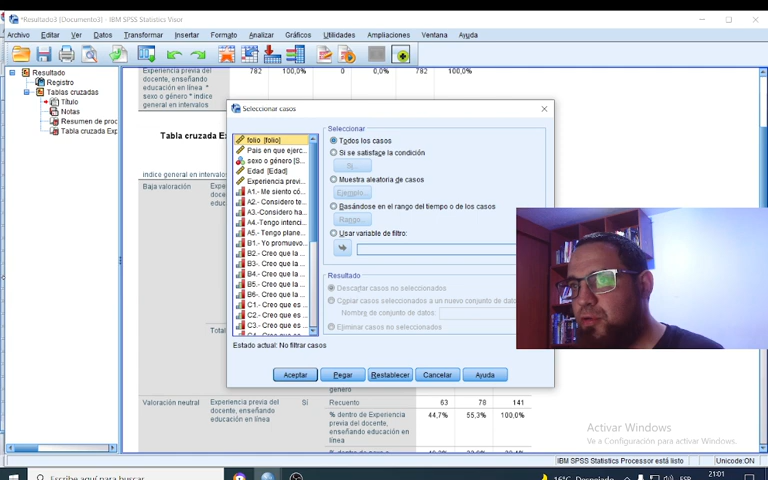 *Resultado3 [Documento3] - IBM SPSS Statistics Visor
Archivo Editar Ver Datos Transformar Insertar Formato Analizar Gráficos Utilidades Ampliaciones Ventana Ayuda
Resultado
Registro
Tablas cruzadas
Título
Notas
Resumen de proc
Tabla cruzada Exp
Experiencia previa del
docente, enseñando
educación en línea *
sexo o género * indice
general en intervalos
782 100,0% 0 0,0% 782 100,0%
Tabla cruzada Ex
indice general en intervalos
Baja valoración
Total
Seleccionar casos
folio [folio]
País en que ejerc...
sexo o género [S...
Edad [Edad]
Experiencia previ...
A1.- Me siento có...
A2.- Considero te...
A3.-Considero ha...
A4.-Tengo intenci...
A5.- Tengo plane...
B1.- Yo promuevo...
B2.- Creo que la ...
B3-. Creo que la ...
B4.- Creo que la ...
B5.- Creo que la ...
B6-. Creo que la ...
C1.- Creo que es ...
C2.- Creo que es ...
C3.- Creo que es ...
Seleccionar
Todos los casos
Si se satisface la condición
Si...
Muestra aleatoria de casos
Ejemplo...
Basándose en el rango del tiempo o de los casos
Rango...
Usar variable de filtro:
Resultado
Descartar casos no seleccionados
Copiar casos seleccionados a un nuevo conjunto de dato
Nombre de conjunto de datos:
Eliminar casos no seleccionados
Estado actual: No filtrar casos
Aceptar Pegar Restablecer Cancelar Ayuda
género
Valoración neutral Experiencia previa del Sí Recuento 63 78 141
docente, enseñando
educación en línea
% dentro de Experiencia
previa del docente,
enseñando educación en
línea
44,7% 55,3% 100,0%
Activar Windows
Ve a Configuración para activar Windows.
IBM SPSS Statistics Processor está listo Unicode:ON
Escribe aquí para buscar
16°C Despejado ESP 21:01